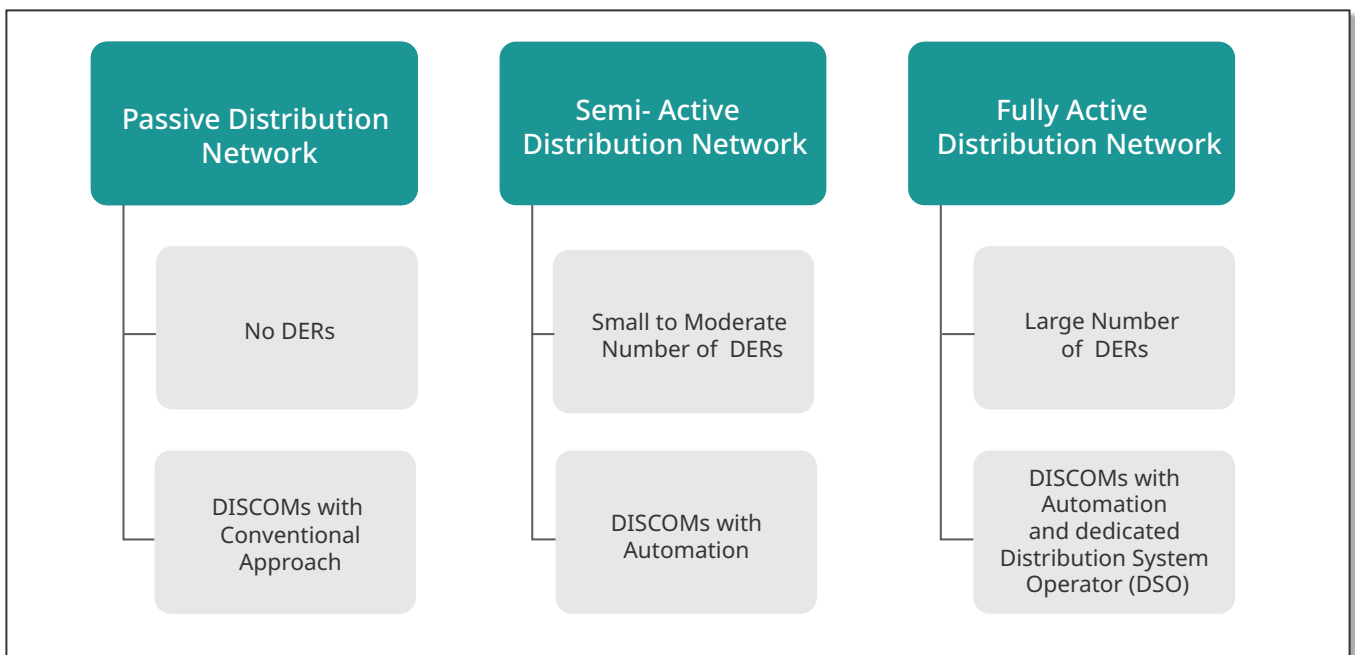 Passive Distribution
Network
No DERs
DISCOMs with
Conventional
Approach
Semi- Active
Distribution Network
Small to Moderate
Number of DERs
DISCOMs with
Automation
Fully Active
Distribution Network
Large Number
of DERs
DISCOMs with
Automation
and dedicated
Distribution System
Operator (DSO)